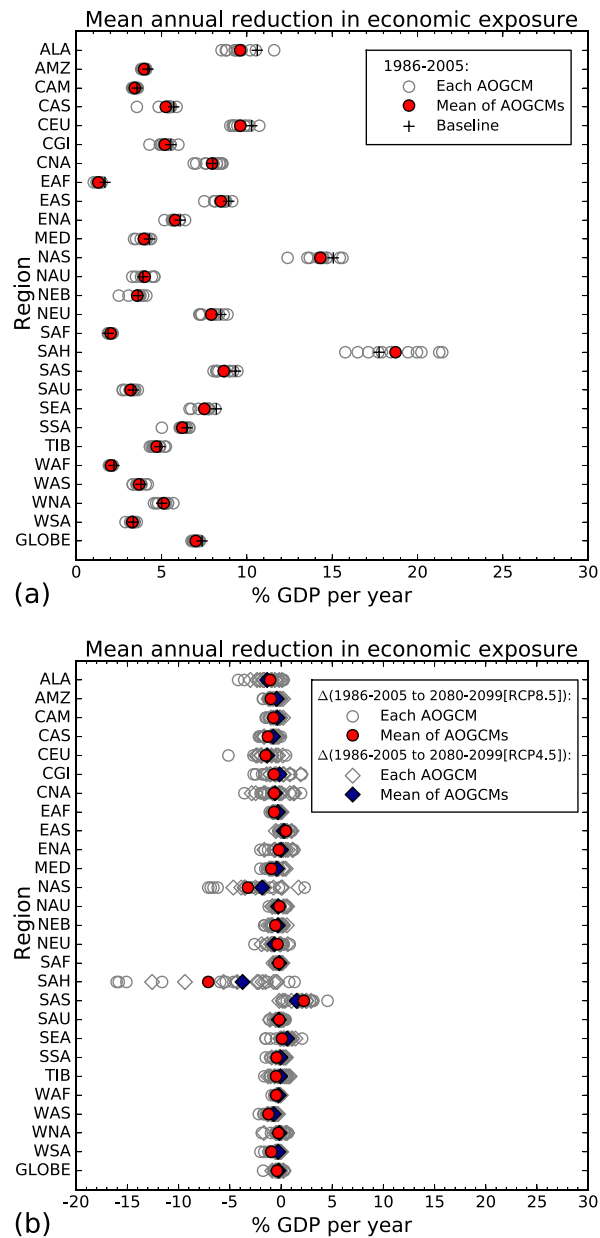 Mean annual reduction in economic exposure
ALA
AMZ
CAM
CAS
CEU
CGI
CNA
EAF
EAS
ENA
MED
NAS
NAU
NEB
NEU
SAF
SAH
SAS
SAU
SEA
SSA
TIB
WAF
WAS
WNA
WSA
GLOBE
Region
1986-2005:
Each AOGCM
Mean of AOGCMs
Baseline
0 5 10 15 20 25 30
% GDP per year
(a)
Mean annual reduction in economic exposure
ALA
AMZ
CAM
CAS
CEU
CGI
CNA
EAF
EAS
ENA
MED
NAS
NAU
NEB
NEU
SAF
SAH
SAS
SAU
SEA
SSA
TIB
WAF
WAS
WNA
WSA
GLOBE
Region
Δ(1986-2005 to 2080-2099[RCP8.5]):
Each AOGCM
Mean of AOGCMs
Δ(1986-2005 to 2080-2099[RCP4.5]):
Each AOGCM
Mean of AOGCMs
-20 -15 -10 -5 0 5 10 15 20 25 30
% GDP per year
(b)